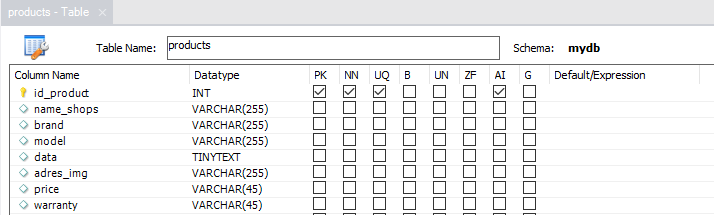 products - Table ×
Table Name: products Schema: mydb
Column Name Datatype PK NN UQ B UN ZF AI G Default/Expression
id_product INT
name_shops VARCHAR(255)
brand VARCHAR(255)
model VARCHAR(255)
data TINYTEXT
adres_img VARCHAR(255)
price VARCHAR(45)
warranty VARCHAR(45)